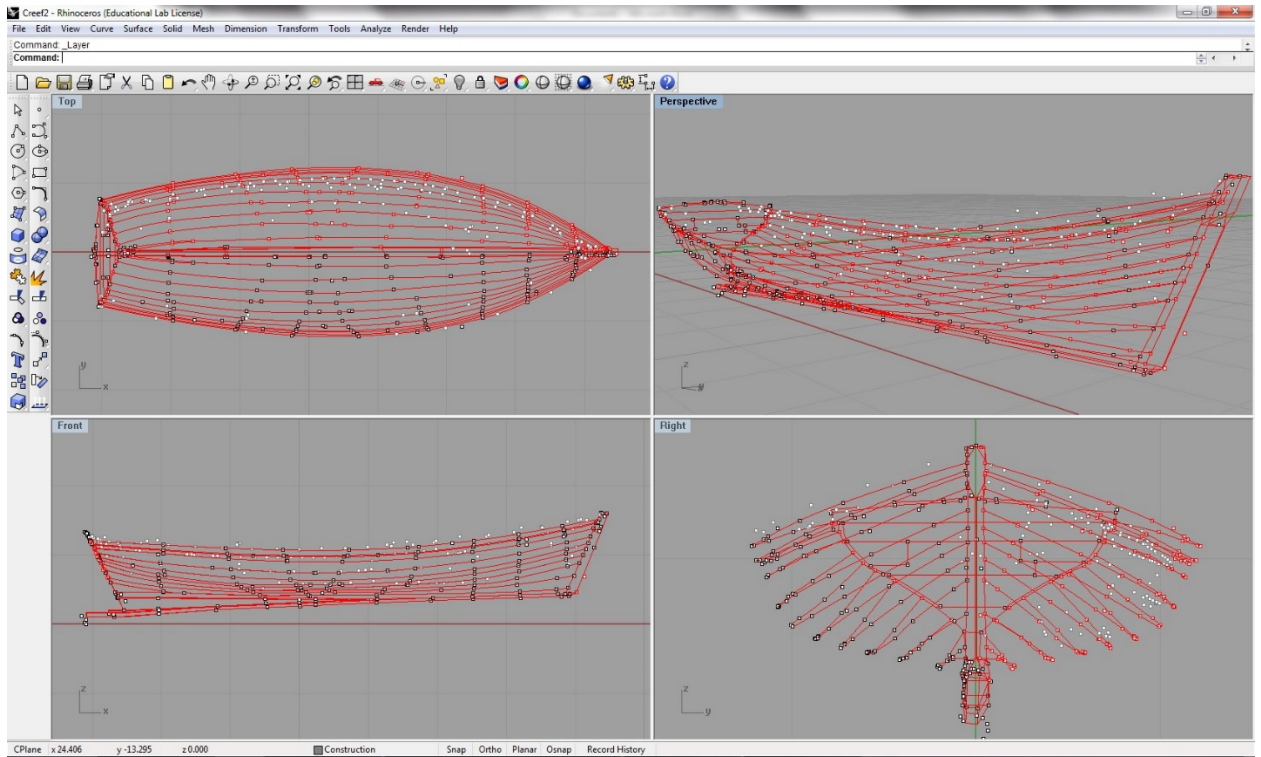 Creef2 - Rhinoceros (Educational Lab License)
File Edit View Curve Surface Solid Mesh Dimension Transform Tools Analyze Render Help
Command: _Layer
Command:
Top
Perspective
y
x
z
y
Front
Right
z
x
z
y
CPlane x 24.406 y -13.295 z 0.000 Construction Snap Ortho Planar Osnap Record History